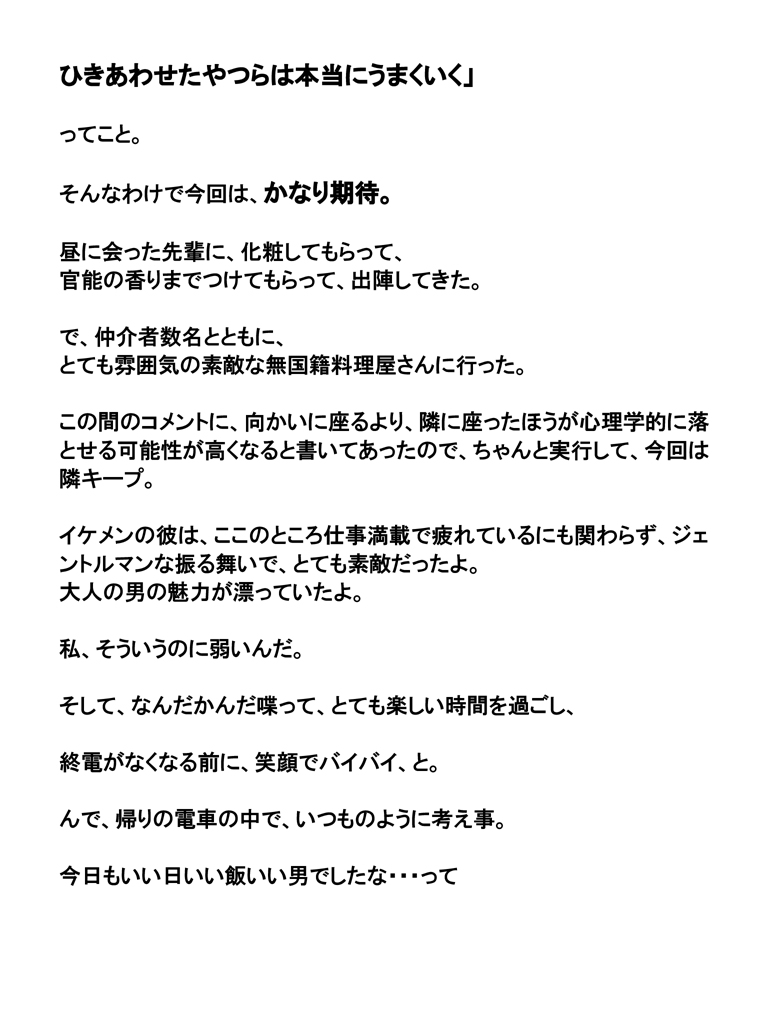 ひきあわせたやつらは本当にうまくいく」
ってこと。
そんなわけで今回は、かなり期待。
昼に会った先輩に、化粧してもらって、
官能の香りまでつけてもらって、出陣してきた。
で、仲介者数名とともに、
とても雰囲気の素敵な無国籍料理屋さんに行った。
この間のコメントに、向かいに座るより、隣に座ったほうが心理学的に落
とせる可能性が高くなると書いてあったので、ちゃんと実行して、今回は
隣キープ。
イケメンの彼は、ここのところ仕事満載で疲れているにも関わらず、ジェ
ントルマンな振る舞いで、とても素敵だったよ。
大人の男の魅力が漂っていたよ。
私、そういうのに弱いんだ。
そして、なんだかんだ喋って、とても楽しい時間を過ごし、
終電がなくなる前に、笑顔でバイバイ、と。
んで、帰りの電車の中で、いつものように考え事。
今日もいい日いい飯いい男でしたな・・・って